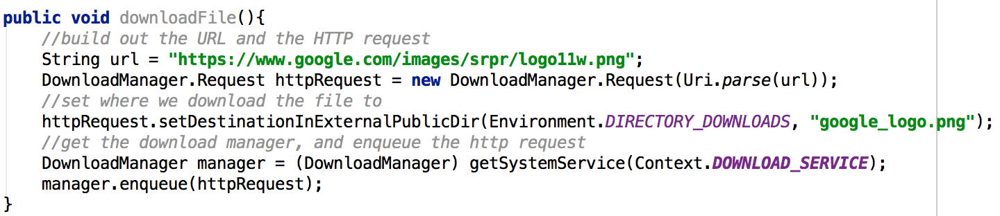 public void downloadFile(){
    //build out the URL and the HTTP request
    String url = "https://www.google.com/images/srpr/logo11w.png";
    DownloadManager.Request httpRequest = new DownloadManager.Request(Uri.parse(url));
    //set where we download the file to
    httpRequest.setDestinationInExternalPublicDir(Environment.DIRECTORY_DOWNLOADS, "google_logo.png");
    //get the download manager, and enqueue the http request
    DownloadManager manager = (DownloadManager) getSystemService(Context.DOWNLOAD_SERVICE);
    manager.enqueue(httpRequest);
}